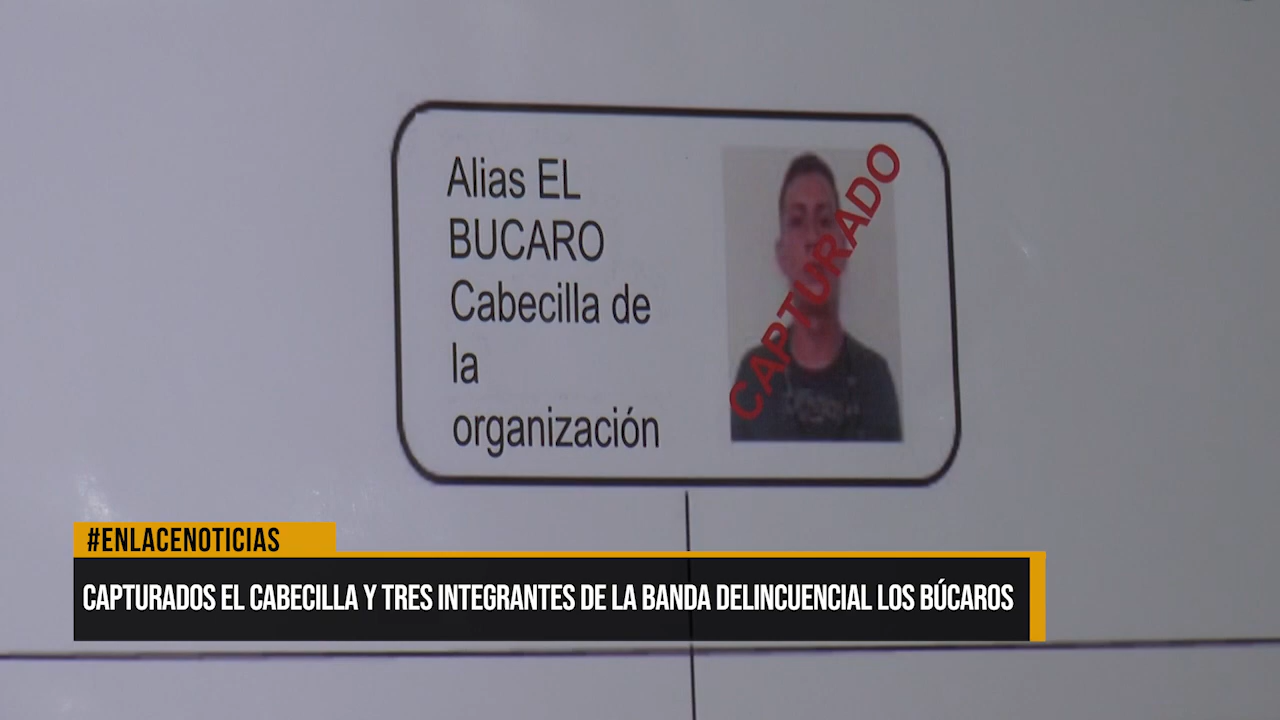 Alias EL
BUCARO
Cabecilla de
la
organización
CAPTURADO
#ENLACENOTICIAS
CAPTURADOS EL CABECILLA Y TRES INTEGRANTES DE LA BANDA DELINCUENCIAL LOS BÚCAROS